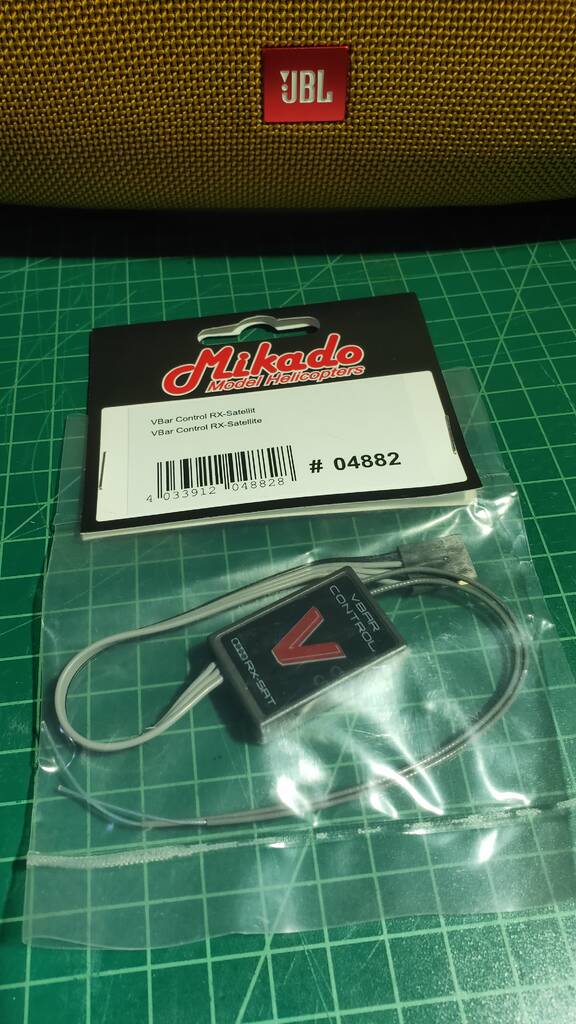 JBL
Mikado
Model Helicopters
VBar Control RX-Satellit
VBar Control RX-Satellite
# 04882
4 033912 048828
VBAR
CONTROL
V
RX-SAT